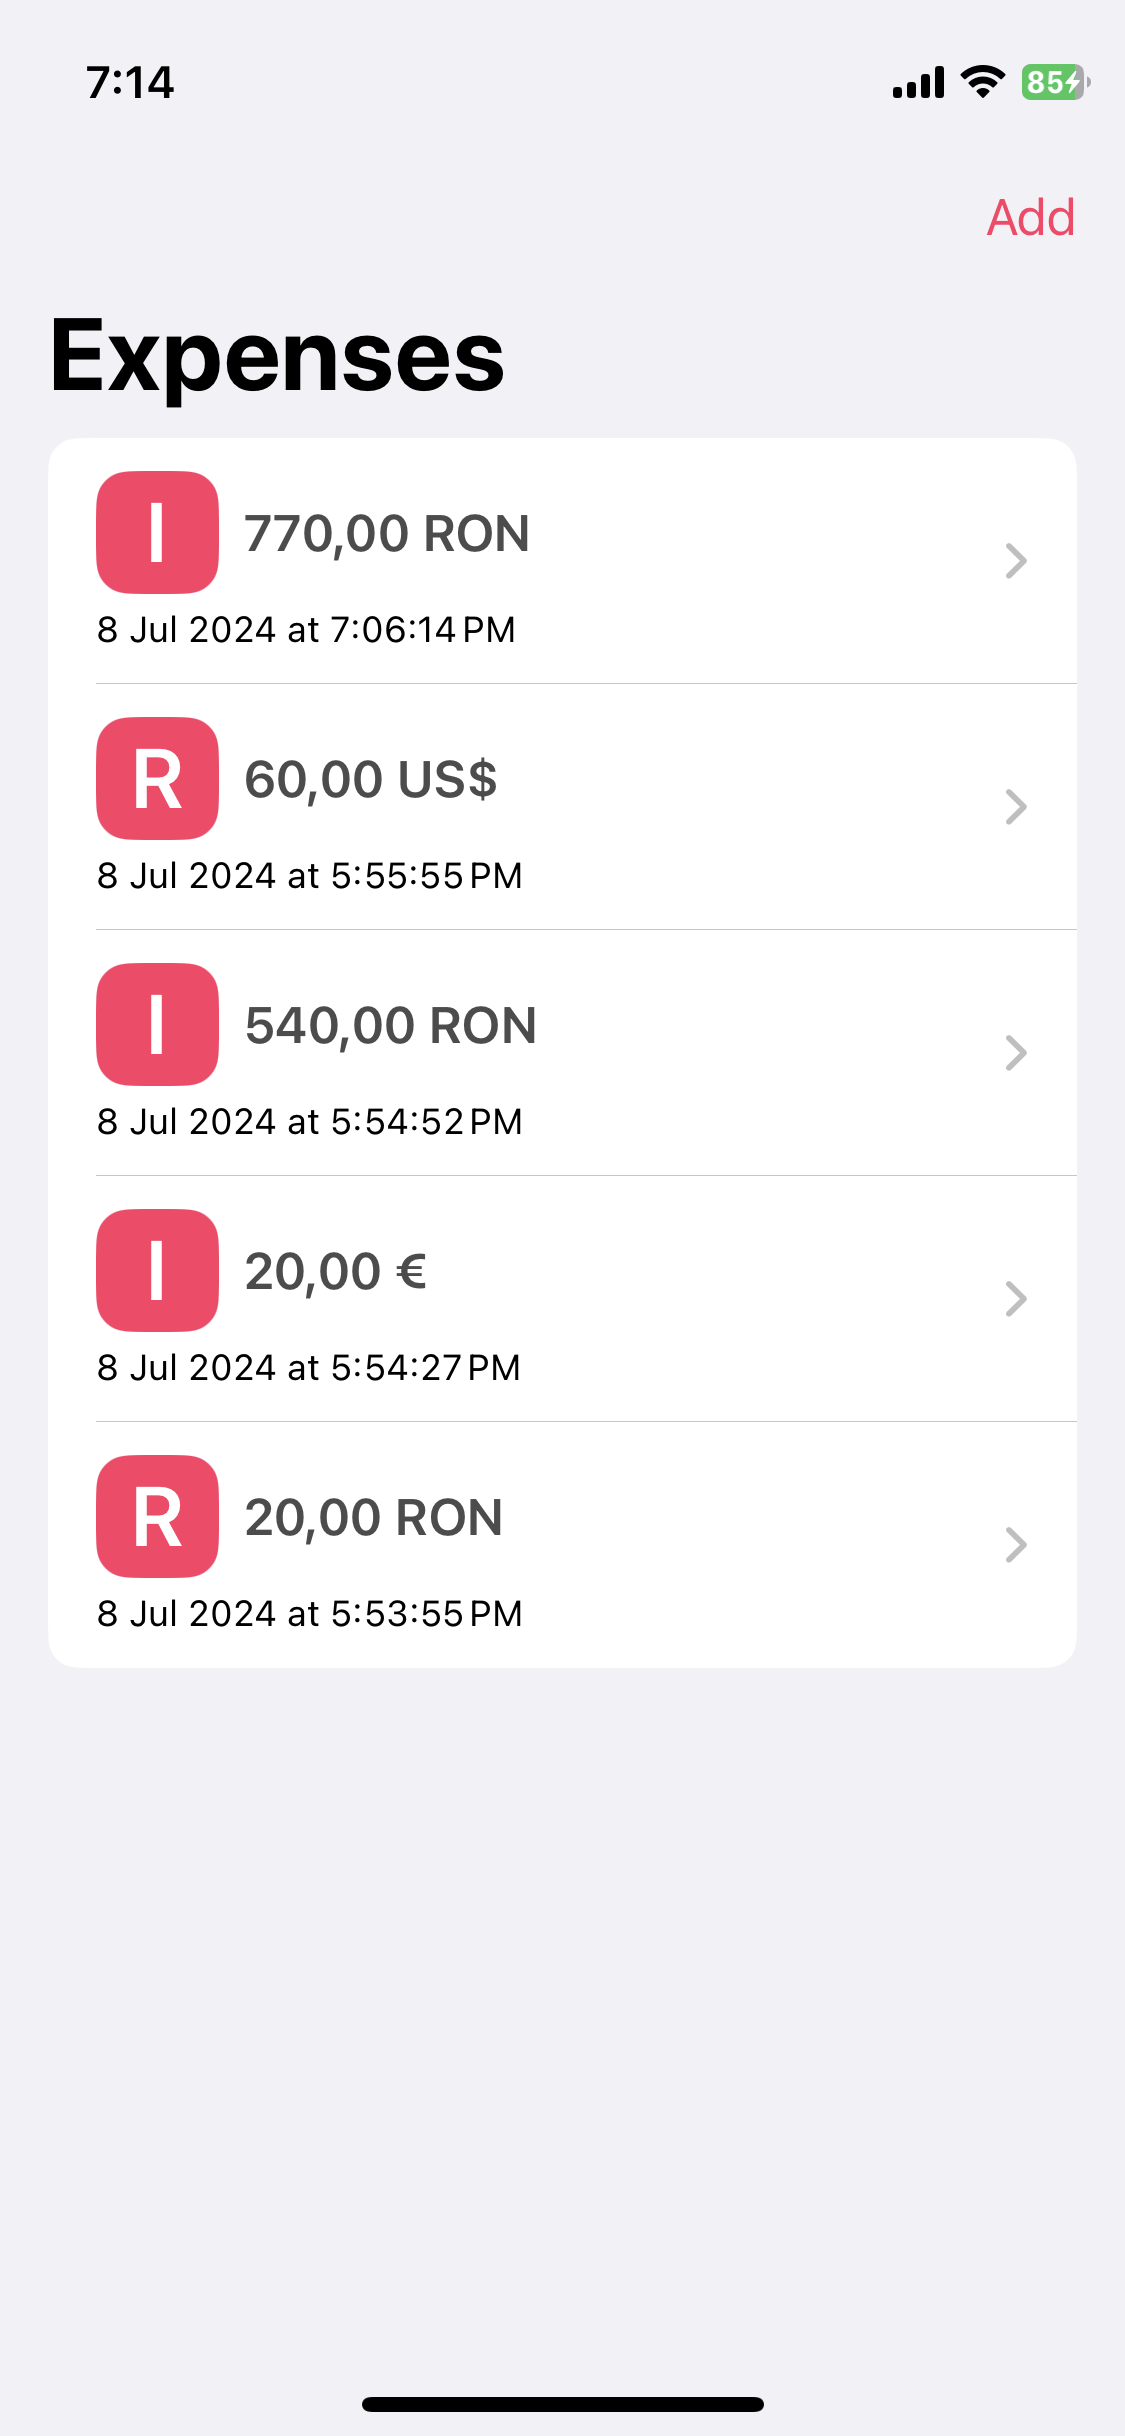 7:14
85
Add
Expenses
I
770,00 RON
8 Jul 2024 at 7:06:14 PM
R
60,00 US$
8 Jul 2024 at 5:55:55 PM
I
540,00 RON
8 Jul 2024 at 5:54:52 PM
I
20,00 €
8 Jul 2024 at 5:54:27 PM
R
20,00 RON
8 Jul 2024 at 5:53:55 PM